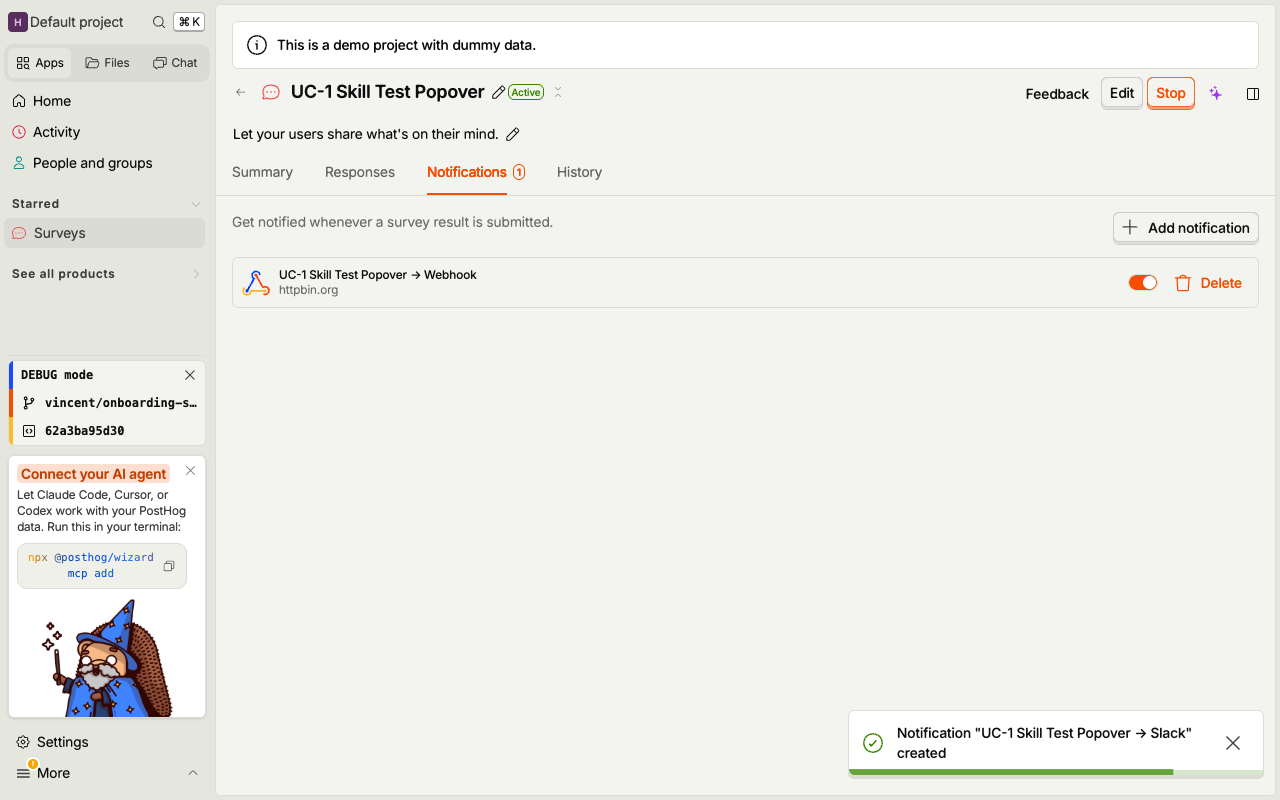 H Default project ⌘ K
Apps Files Chat
Home
Activity
People and groups
Starred
Surveys
See all products
DEBUG mode
vincent/onboarding-s…
62a3ba95d30
Connect your AI agent
Let Claude Code, Cursor, or
Codex work with your PostHog
data. Run this in your terminal:
npx @posthog/wizard
mcp add
Settings
More
This is a demo project with dummy data.
UC-1 Skill Test Popover Active
Feedback Edit Stop
Let your users share what's on their mind.
Summary Responses Notifications 1 History
Get notified whenever a survey result is submitted.
Add notification
UC-1 Skill Test Popover → Webhook
httpbin.org
Delete
Notification "UC-1 Skill Test Popover → Slack"
created